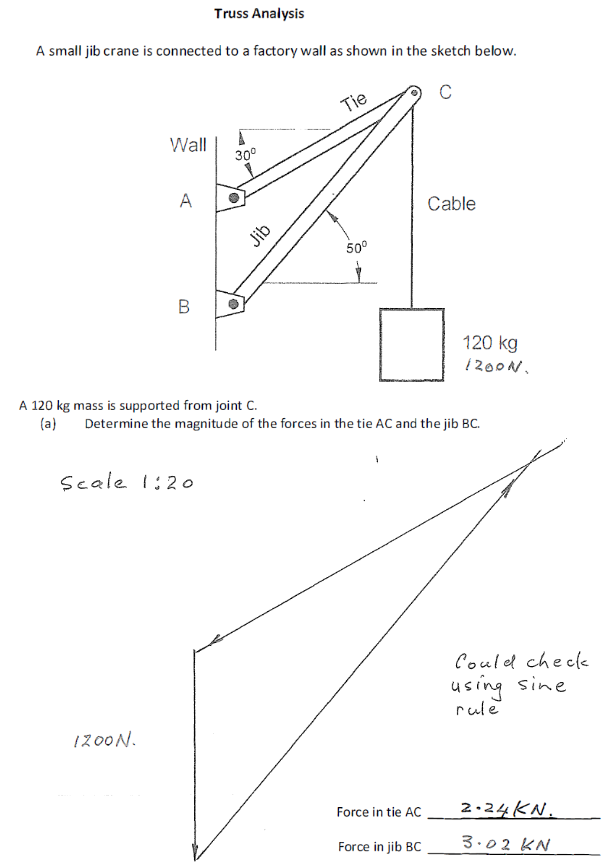 Truss Analysis
A small jib crane is connected to a factory wall as shown in the sketch below.
C
Tie
Wall
30°
A
Cable
Jib
50°
B
120 kg
1200N.
A 120 kg mass is supported from joint C.
(a) Determine the magnitude of the forces in the tie AC and the jib BC.
Scale 1:20
Could check
using sine
rule
1200N.
Force in tie AC 2.24KN.
Force in jib BC 3.02 KN